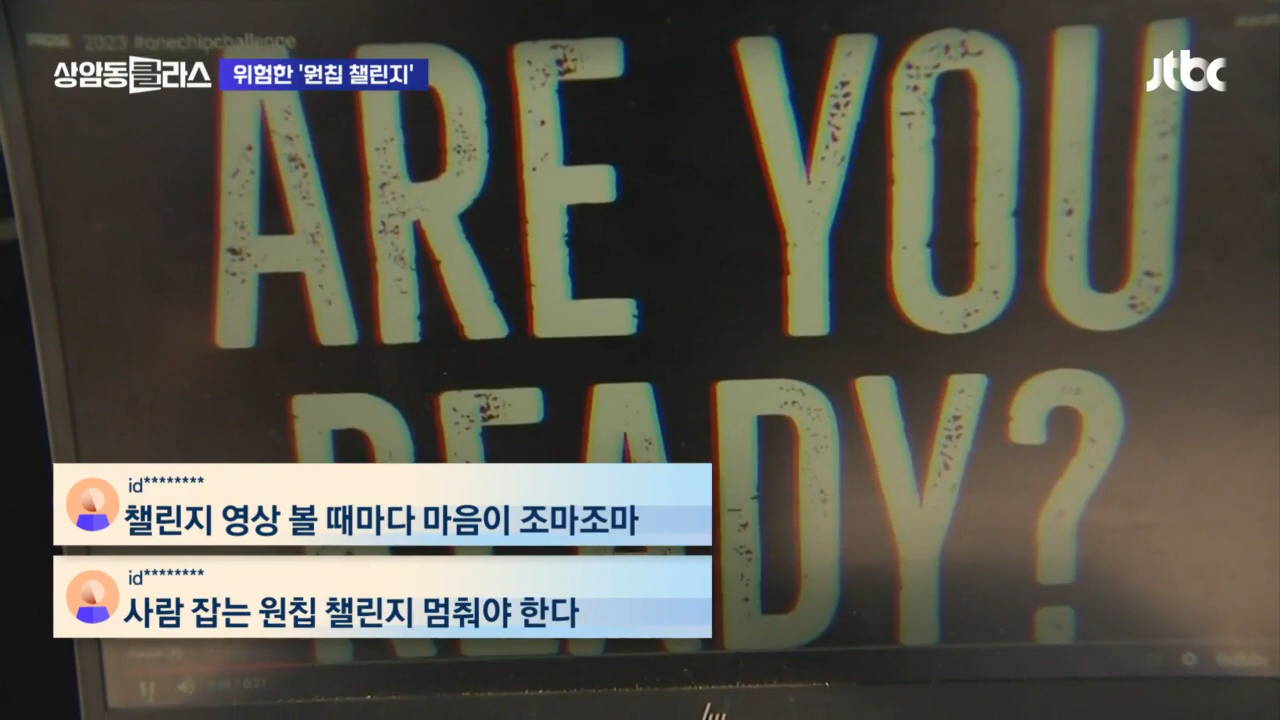 2023 #onechipchallenge
상암동클라스 위험한 '원칩 챌린지'
jtbc
ARE YOU
READY?
id********
챌린지 영상 볼 때마다 마음이 조마조마
id********
사람 잡는 원칩 챌린지 멈춰야 한다